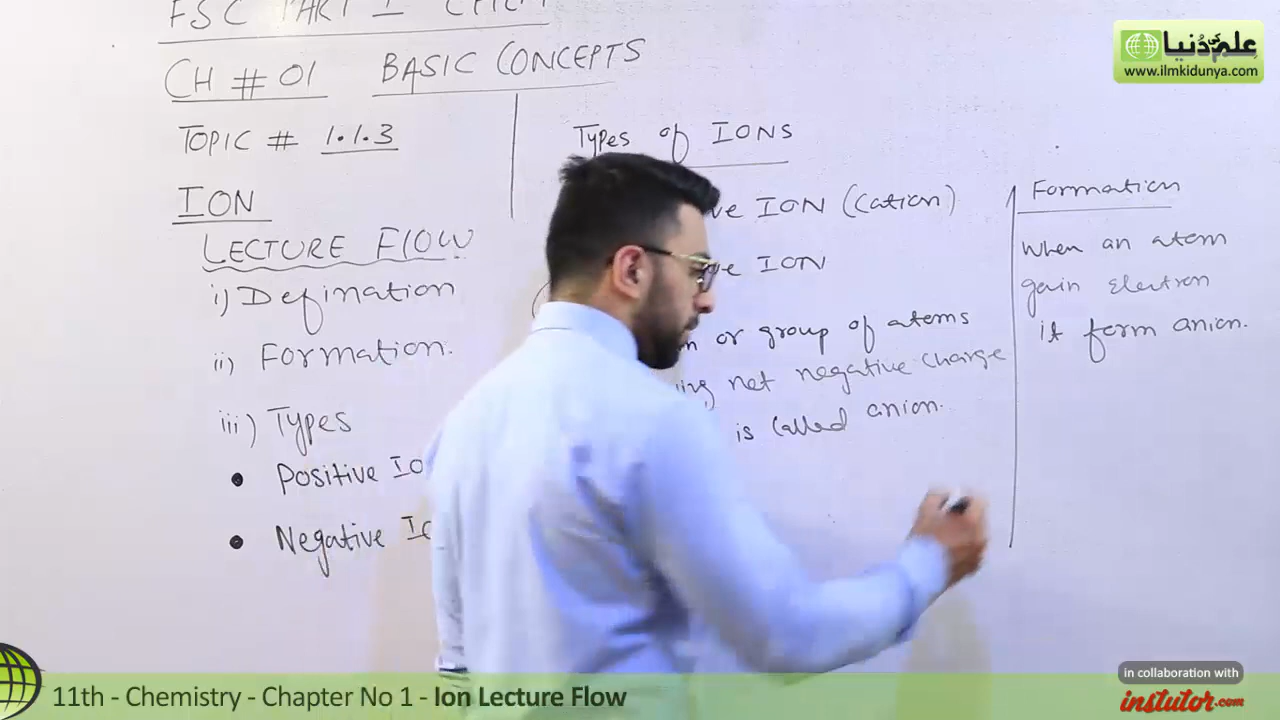 FSC PART I CHEM
CH # 01 BASIC CONCEPTS
TOPIC # 1.1.3
ION
LECTURE FLOW
i) Defination
ii) Formation.
iii) Types
• Positive Io
• Negative Io
Types of IONS
ve ION (Cation)
ve ION
or group of atoms
net negative charge
is called anion.
Formation
when an atom
gain Electron
it form anion.
علم کی دُنیا
www.ilmkidunya.com
11th - Chemistry - Chapter No 1 - Ion Lecture Flow
in collaboration with
instutor.com